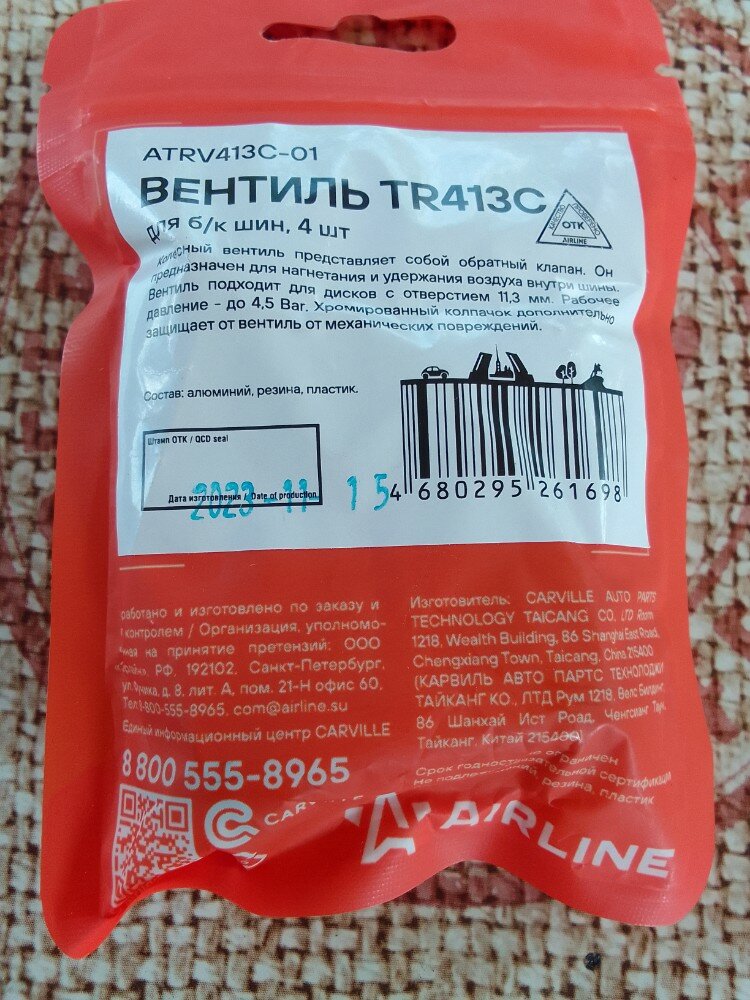 ATRV413C-01
ВЕНТИЛЬ TR413C
для б/к шин, 4 шт
КАЧЕСТВО ПРОВЕРЕНО
ОТК
AIRLINE
Колёсный вентиль представляет собой обратный клапан. Он
предназначен для нагнетания и удержания воздуха внутри шины.
Вентиль подходит для дисков с отверстием 11,3 мм. Рабочее
давление - до 4,5 Bar. Хромированный колпачок дополнительно
защищает от вентиль от механических повреждений.
Состав: алюминий, резина, пластик.
Штамп ОТК / QCD seal
Дата изготовления / Date of production
2023-11-15
4 680295 261698
работано и изготовлено по заказу и
контролем / Организация, уполномо-
на принятие претензий: ООО
РФ, 192102, Санкт-Петербург,
ул. Фучика, д. 8, лит. А, пом. 21-Н офис 60.
Тел.: 8-800-555-8965. com@airline.su
Единый информационный центр CARVILLE
8 800 555-8965
CARVILLE
Изготовитель: CARVILLE AUTO PARTS
TECHNOLOGY TAICANG CO. LTD Room
1218, Wealth Building, 86 Shanghai East Road,
Chengxiang Town, Taicang, China 215400
(КАРВИЛЬ АВТО ПАРТС ТЕХНОЛОДЖИ
ТАЙКАНГ КО., ЛТД Рум 1218, Велс Билдинг,
86 Шанхай Ист Роад, Ченгсианг Таун,
Тайканг, Китай 215400)
Срок годности не ограничен
сертификации
резина, пластик
AIRLINE